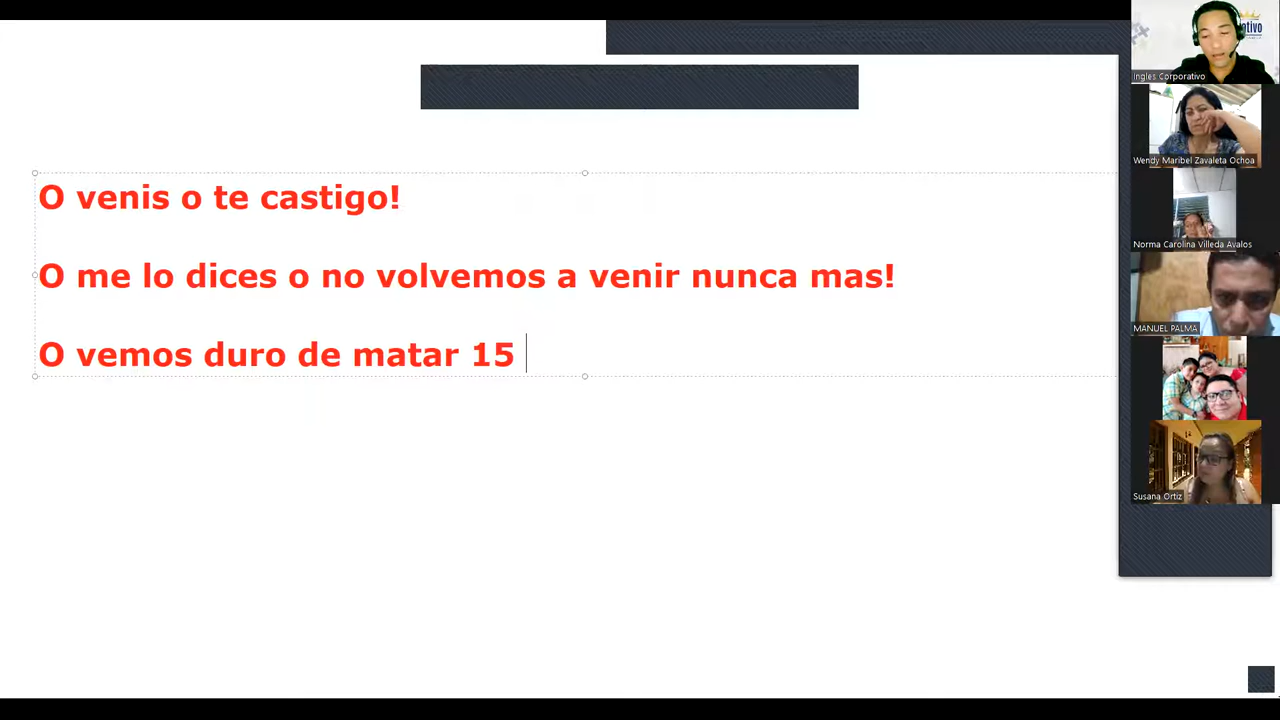 O venis o te castigo!
O me lo dices o no volvemos a venir nunca mas!
O vemos duro de matar 15
tivo
Ingles Corporativo
Wendy Maribel Zavaleta Ochoa
Norma Carolina Villeda Avalos
MANUEL PALMA
Susana Ortiz